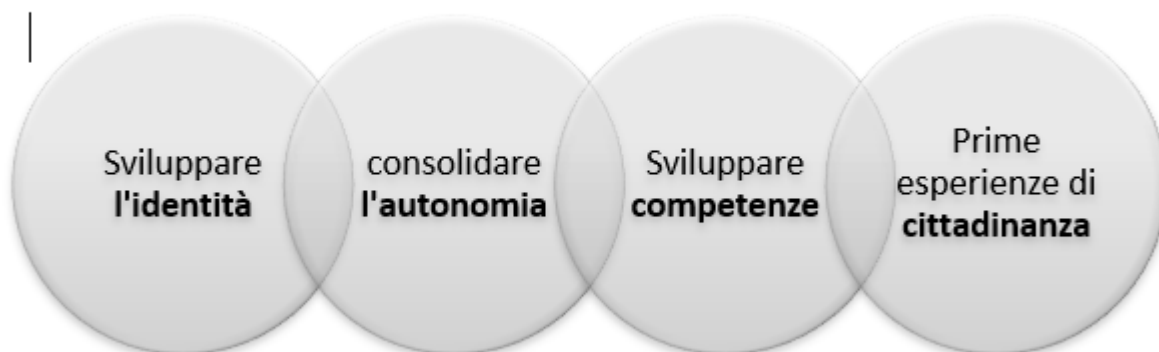 Sviluppare
l'identità
consolidare
l'autonomia
Sviluppare
competenze
Prime
esperienze di
cittadinanza